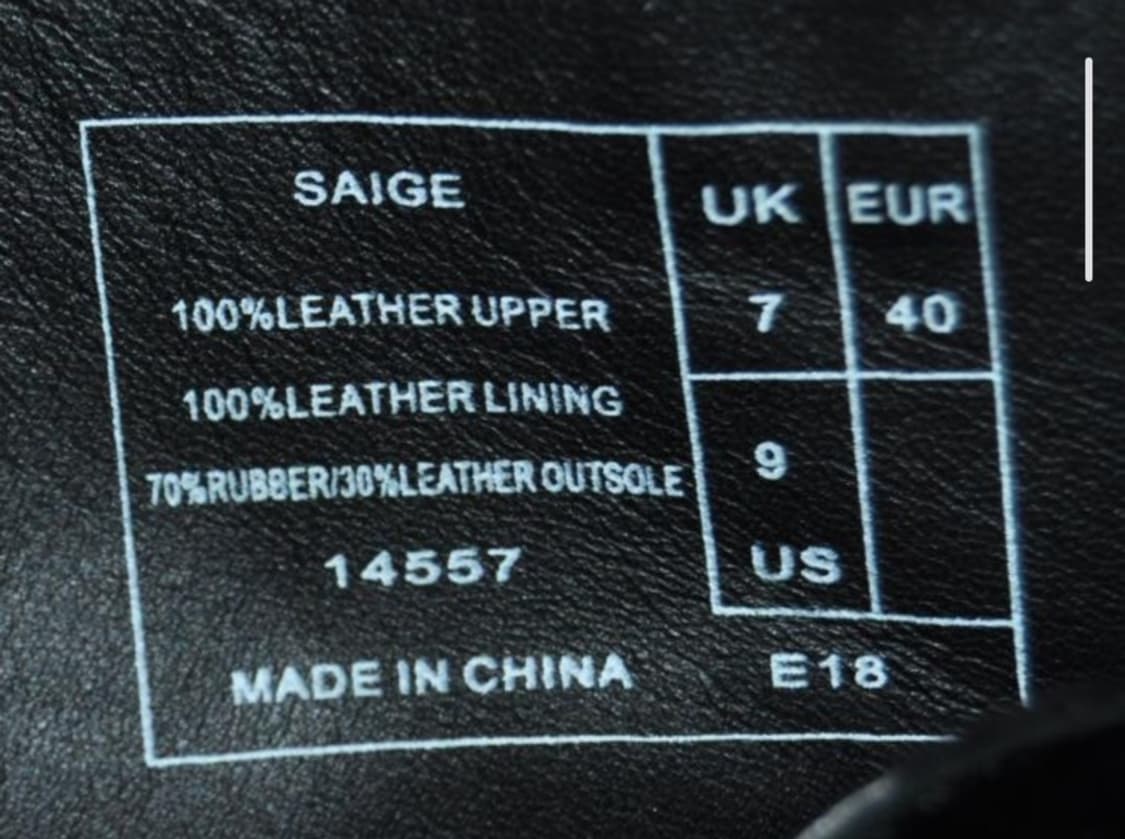 SAIGE
100%LEATHER UPPER
100%LEATHER LINING
70%RUBBER/30%LEATHER OUTSOLE
14557
MADE IN CHINA
UK EUR
7 40
9
US
E18